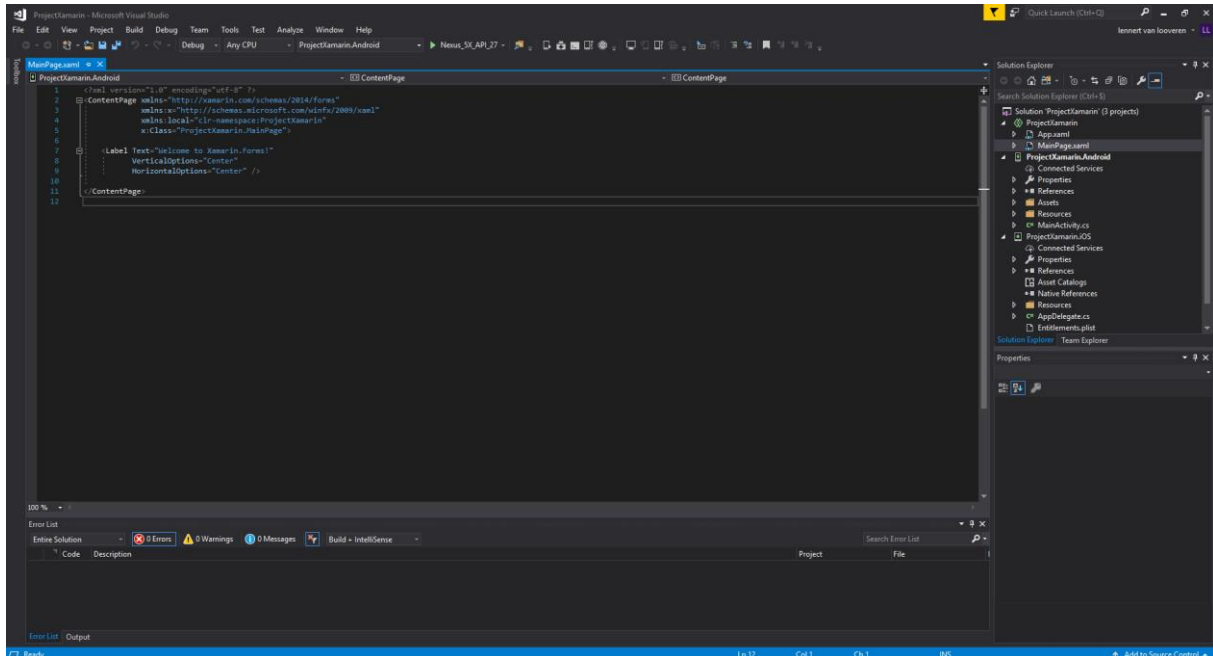 ProjectXamarin - Microsoft Visual Studio
Quick Launch (Ctrl+Q)
File Edit View Project Build Debug Team Tools Test Analyze Window Help
lennert van looveren LL
Debug Any CPU ProjectXamarin.Android Nexus_5X_API_27
Toolbox
MainPage.xaml
ProjectXamarin.Android ContentPage ContentPage
1 <?xml version="1.0" encoding="utf-8" ?>
2 <ContentPage xmlns="http://xamarin.com/schemas/2014/forms"
3 xmlns:x="http://schemas.microsoft.com/winfx/2009/xaml"
4 xmlns:local="clr-namespace:ProjectXamarin"
5 x:Class="ProjectXamarin.MainPage">
6
7 <Label Text="Welcome to Xamarin.Forms!"
8 VerticalOptions="Center"
9 HorizontalOptions="Center" />
10
11 </ContentPage>
12
100 %
Error List
Entire Solution 0 Errors 0 Warnings 0 Messages Build + IntelliSense
Search Error List
Code Description Project File
Error List Output
Solution Explorer
Search Solution Explorer (Ctrl+$)
Solution 'ProjectXamarin' (3 projects)
ProjectXamarin
App.xaml
MainPage.xaml
ProjectXamarin.Android
Connected Services
Properties
References
Assets
Resources
MainActivity.cs
ProjectXamarin.iOS
Connected Services
Properties
References
Asset Catalogs
Native References
Resources
AppDelegate.cs
Entitlements.plist
Solution Explorer Team Explorer
Properties
Ready Ln 12 Col 1 Ch 1 INS Add to Source Control